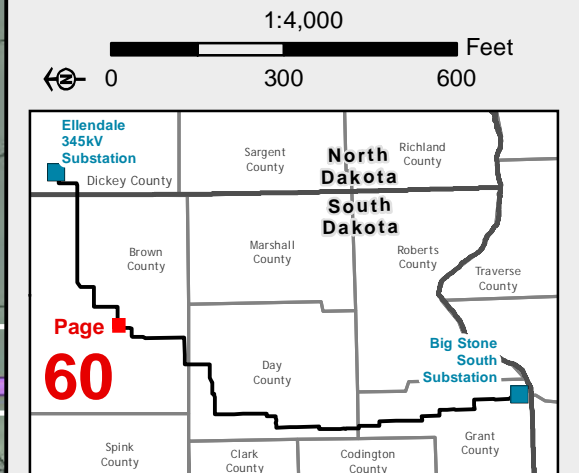 1:4,000
Feet
N
0 300 600
Ellendale
345kV
Substation
Dickey County
Sargent
County
North
Dakota
Richland
County
South
Dakota
Brown
County
Marshall
County
Roberts
County
Traverse
County
Page
60
Big Stone
South
Substation
Day
County
Grant
County
Spink
County
Clark
County
Codington
County